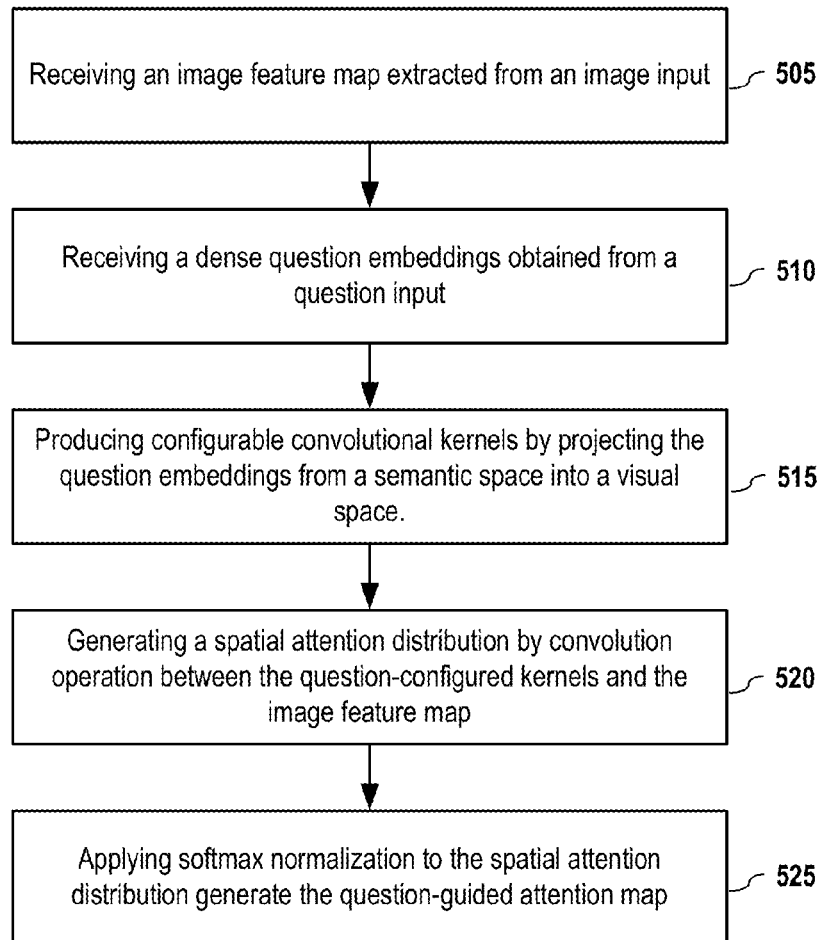 Receiving an image feature map extracted from an image input
505
Receiving a dense question embeddings obtained from a
question input
510
Producing configurable convolutional kernels by projecting the
question embeddings from a semantic space into a visual
space.
515
Generating a spatial attention distribution by convolution
operation between the question-configured kernels and the
image feature map
520
Applying softmax normalization to the spatial attention
distribution generate the question-guided attention map
525